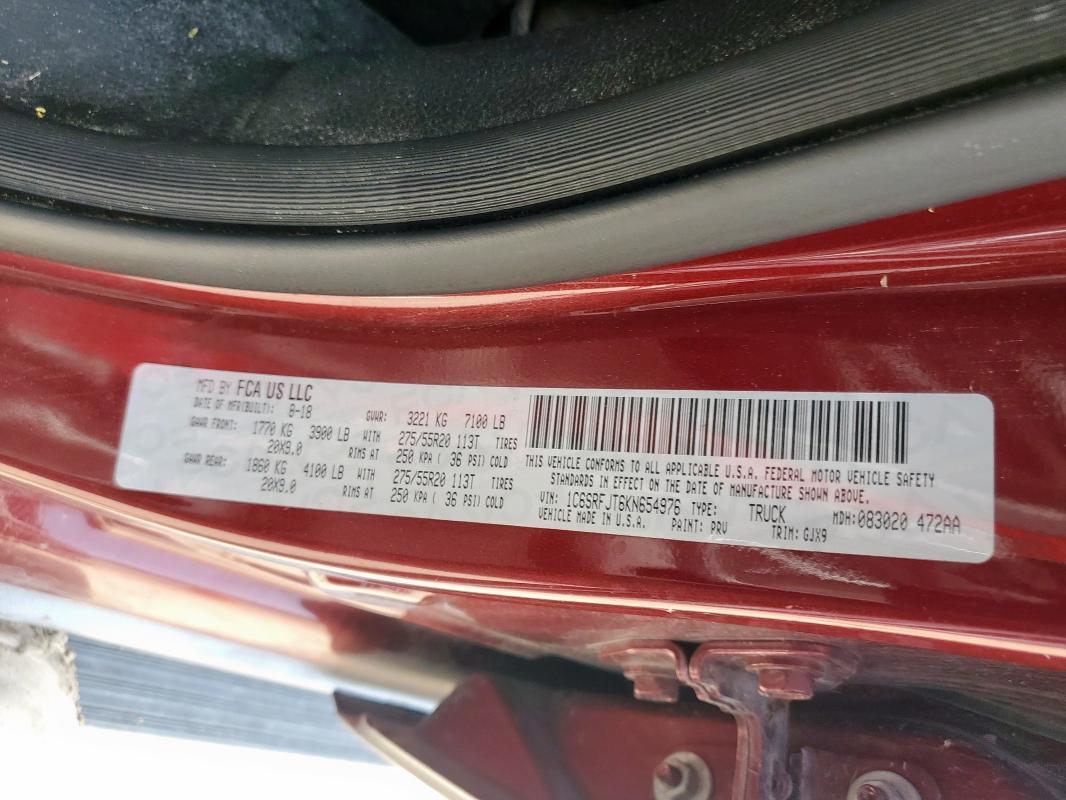 MFD BY FCA US LLC
DATE OF MFR(BUILT): 8-18 GVWR: 3221 KG 7100 LB
GAWR FRONT: 1770 KG 3900 LB WITH 275/55R20 113T TIRES
20X9.0 RIMS AT 250 KPA ( 36 PSI) COLD
GAWR REAR: 1860 KG 4100 LB WITH 275/55R20 113T TIRES
20X9.0 RIMS AT 250 KPA ( 36 PSI) COLD
THIS VEHICLE CONFORMS TO ALL APPLICABLE U.S.A. FEDERAL MOTOR VEHICLE SAFETY
STANDARDS IN EFFECT ON THE DATE OF MANUFACTURE SHOWN ABOVE.
VIN: 1C6SRFJT6KN654976 TYPE: TRUCK MDH:083020 472AA
VEHICLE MADE IN U.S.A. PAINT: PRV TRIM: GJX9